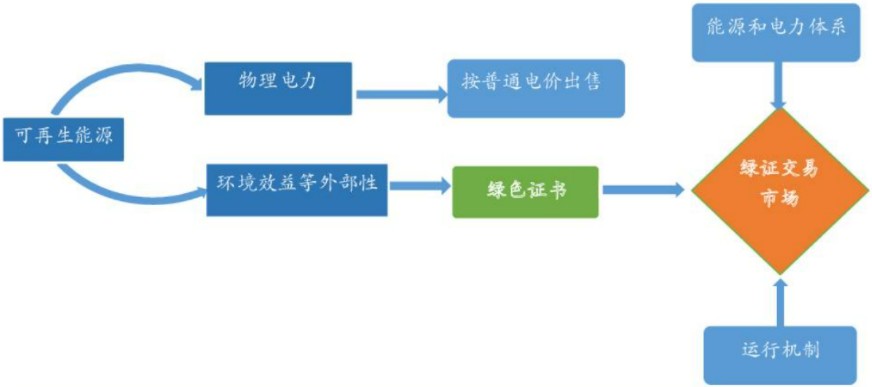 能源和电力体系
物理电力
按普通电价出售
可再生能源
环境效益等外部性
绿色证书
绿证交易
市场
运行机制